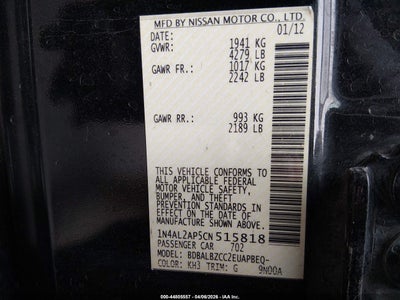 MFD BY NISSAN MOTOR CO., LTD.
DATE: 01/12
GVWR: 1941 KG
4279 LB
GAWR FR: 1017 KG
2242 LB
GAWR RR: 993 KG
2189 LB
THIS VEHICLE CONFORMS TO
ALL APPLICABLE FEDERAL
MOTOR VEHICLE SAFETY,
BUMPER, AND THEFT
PREVENTION STANDARDS IN
EFFECT ON THE DATE OF
MANUFACTURE SHOWN ABOVE.
1N4AL2AP5CN515818
PASSENGER CAR 702
MODEL: BDBALBZCC2EUAPBEQ-
COLOR: KH3 TRIM: G 9N00A
000-44805557 - 04/06/2026 - IAA Inc.